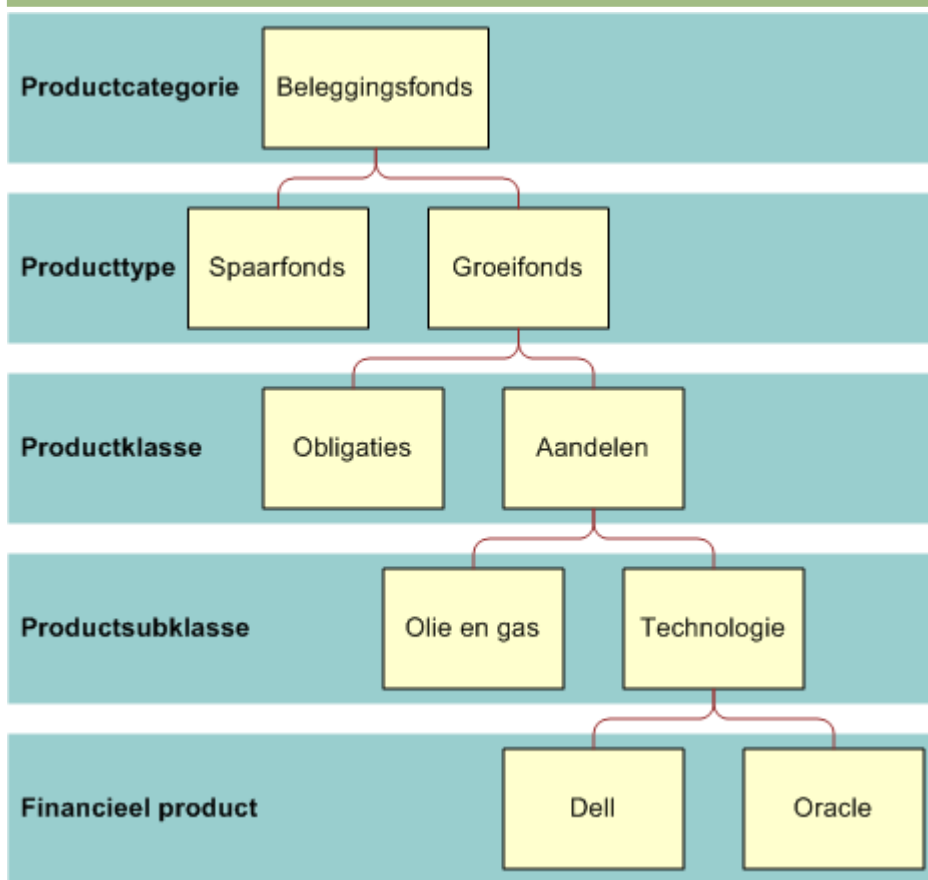 Productcategorie
Beleggingsfonds
Producttype
Spaarfonds
Groeifonds
Productklasse
Obligaties
Aandelen
Productsubklasse
Olie en gas
Technologie
Financieel product
Dell
Oracle